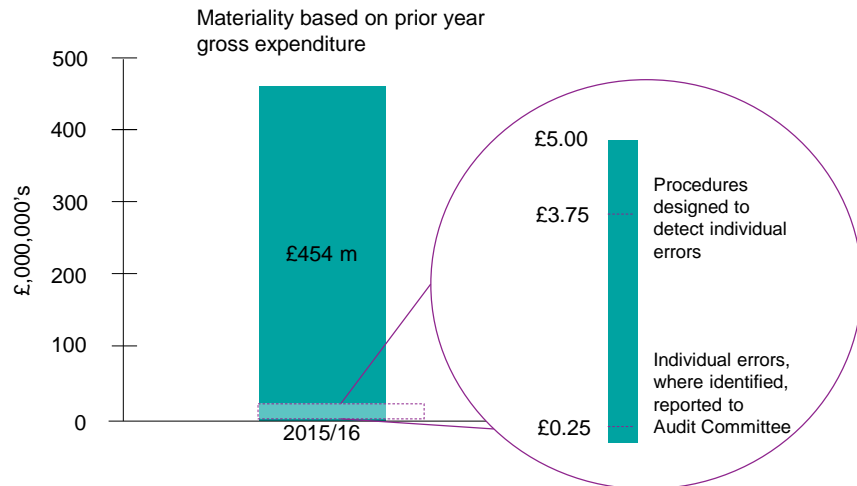 Materiality based on prior year
gross expenditure
£,000,000's
500
400
300
200
100
0
£454 m
2015/16
£5.00
£3.75
£0.25
Procedures
designed to
detect individual
errors
Individual errors,
where identified,
reported to
Audit Committee